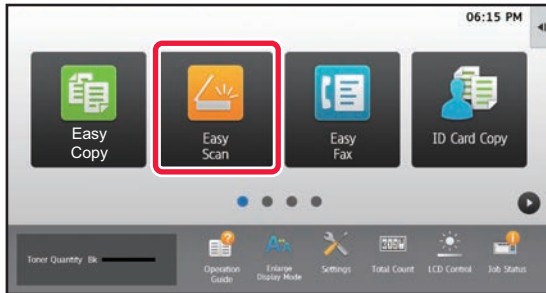 06:15 PM
Easy
Copy
Easy
Scan
Easy
Fax
ID Card Copy
Toner Quantity Bk
Operation
Guide
Enlarge
Display Mode
Settings
Total Count
LCD Control
Job Status